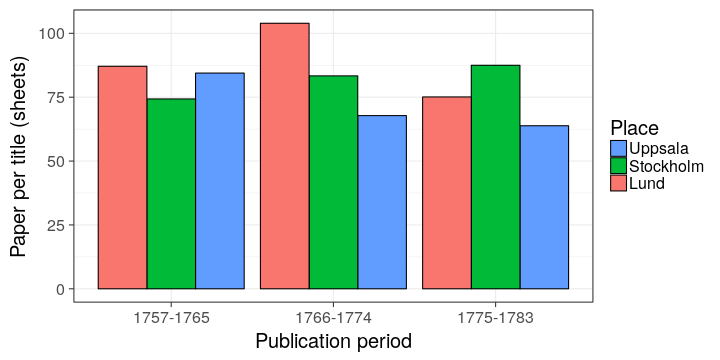 Paper per title (sheets)
100
75
50
25
0
1757-1765
1766-1774
1775-1783
Publication period
Place
Uppsala
Stockholm
Lund